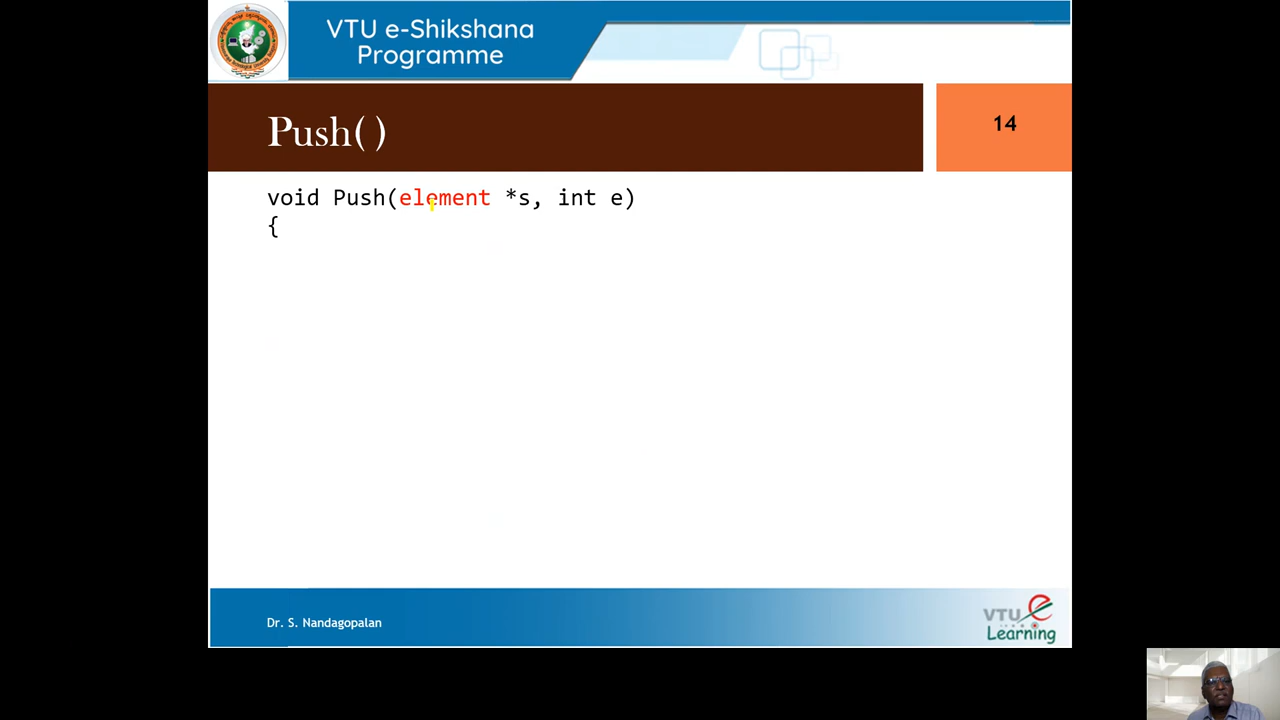 VTU e-Shikshana
Programme
Push( )
14
void Push(element *s, int e)
{
Dr. S. Nandagopalan
VTU e
Learning